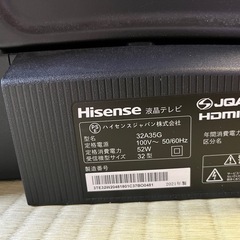 Hisense 液晶テレビ
ハイセンスジャパン株式会社
型名 : 32A35G
定格電圧 : 100V~ 50/60Hz
定格消費電力 : 52W
受信機型サイズ : 32 型
製造番号
2021年製
JQA
HDMI
年間消費電力
区分名 :